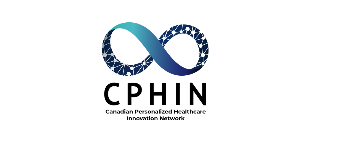 CPHIN
Canadian Personalized Healthcare
Innovation Network